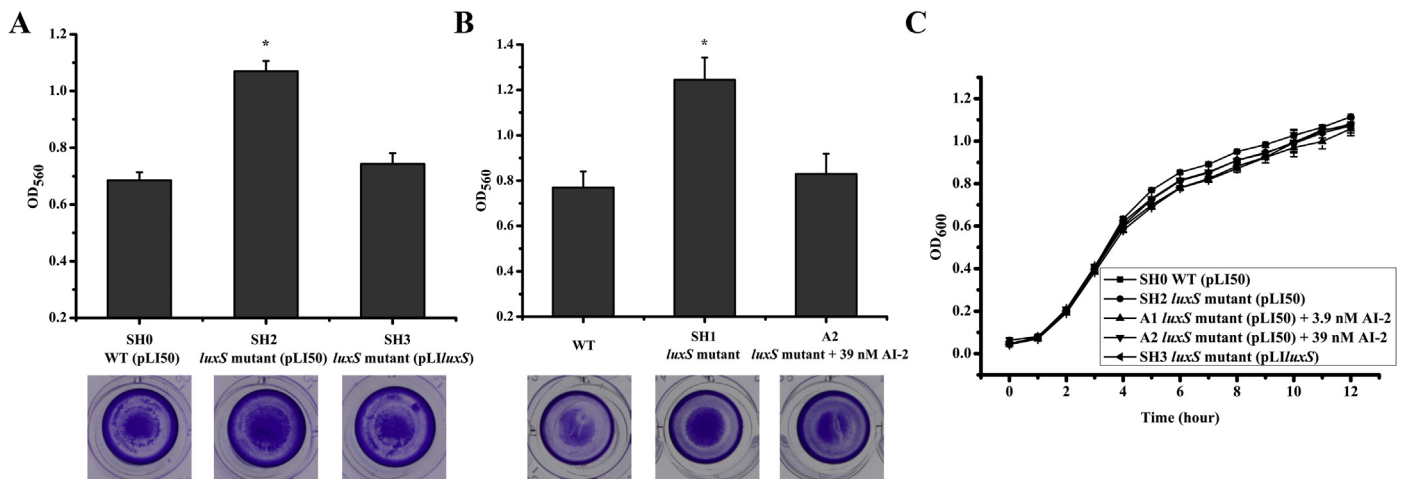 A
OD560
1.2
1.0
0.8
0.6
0.4
0.2
*
SH0
WT (pLI50)
SH2
luxS mutant (pLI50)
SH3
luxS mutant (pLIluxS)
B
OD560
1.4
1.2
1.0
0.8
0.6
0.4
0.2
*
WT
SH1
luxS mutant
A2
luxS mutant + 39 nM AI-2
C
OD600
1.2
1.0
0.8
0.6
0.4
0.2
0.0
SH0 WT (pLI50)
SH2 luxS mutant (pLI50)
A1 luxS mutant (pLI50) + 3.9 nM AI-2
A2 luxS mutant (pLI50) + 39 nM AI-2
SH3 luxS mutant (pLIluxS)
0 2 4 6 8 10 12
Time (hour)